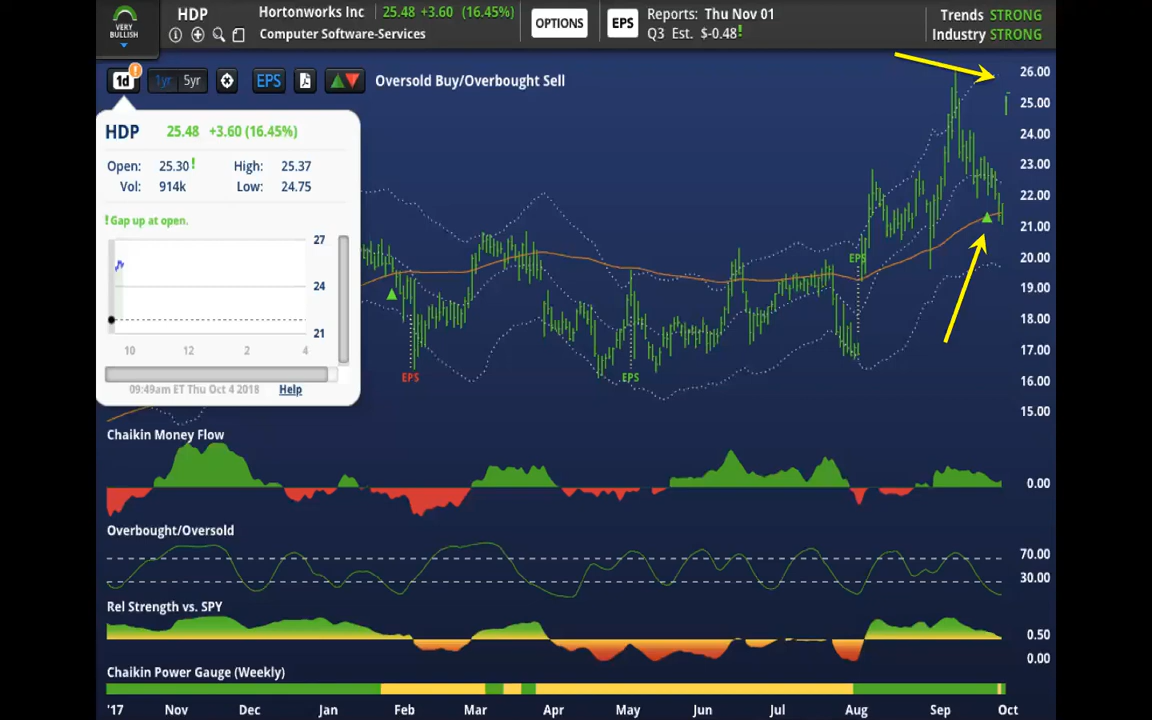 VERY
BULLISH
HDP
Hortonworks Inc
25.48 +3.60 (16.45%)
Computer Software-Services
OPTIONS
EPS
Reports: Thu Nov 01
Q3 Est. $-0.48!
Trends STRONG
Industry STRONG
1d
1yr 5yr
EPS
Oversold Buy/Overbought Sell
HDP 25.48 +3.60 (16.45%)
Open: 25.30! High: 25.37
Vol: 914k Low: 24.75
! Gap up at open.
27
24
21
10 12 2 4
09:49am ET Thu Oct 4 2018 Help
26.00
25.00
24.00
23.00
22.00
21.00
20.00
19.00
18.00
17.00
16.00
15.00
EPS
EPS
EPS
Chaikin Money Flow
0.00
Overbought/Oversold
70.00
30.00
Rel Strength vs. SPY
0.50
0.00
Chaikin Power Gauge (Weekly)
'17 Nov Dec Jan Feb Mar Apr May Jun Jul Aug Sep Oct